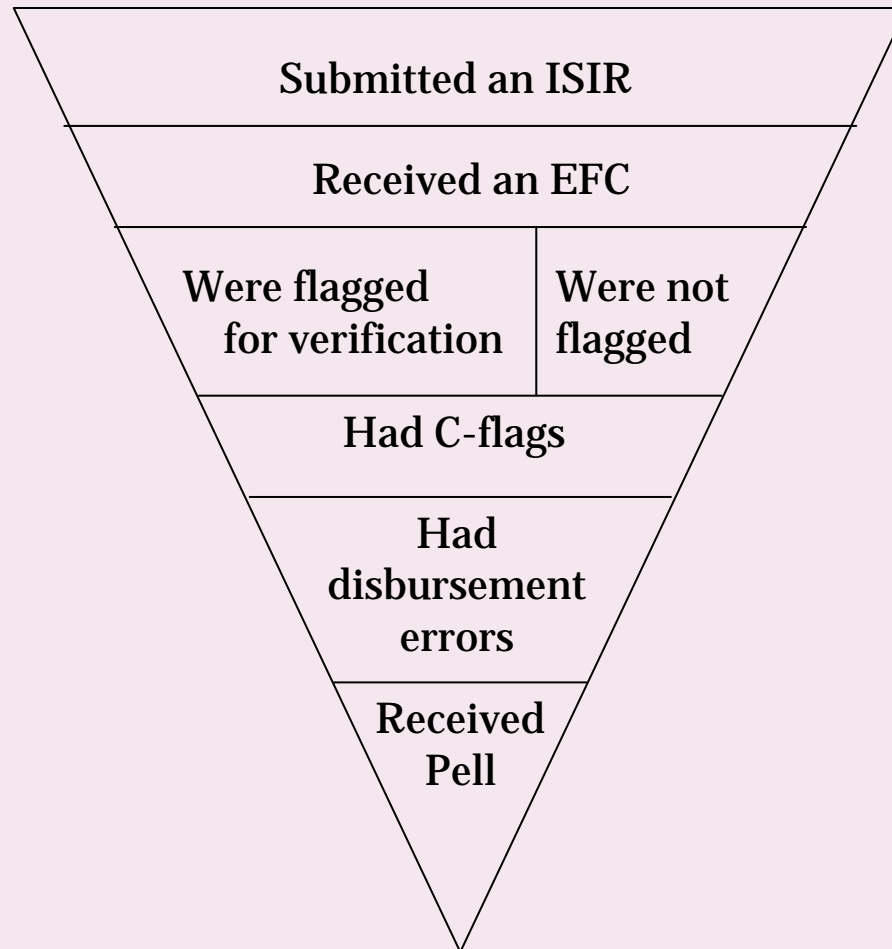 Submitted an ISIR
Received an EFC
Were flagged
for verification
Were not
flagged
Had C-flags
Had
disbursement
errors
Received
Pell